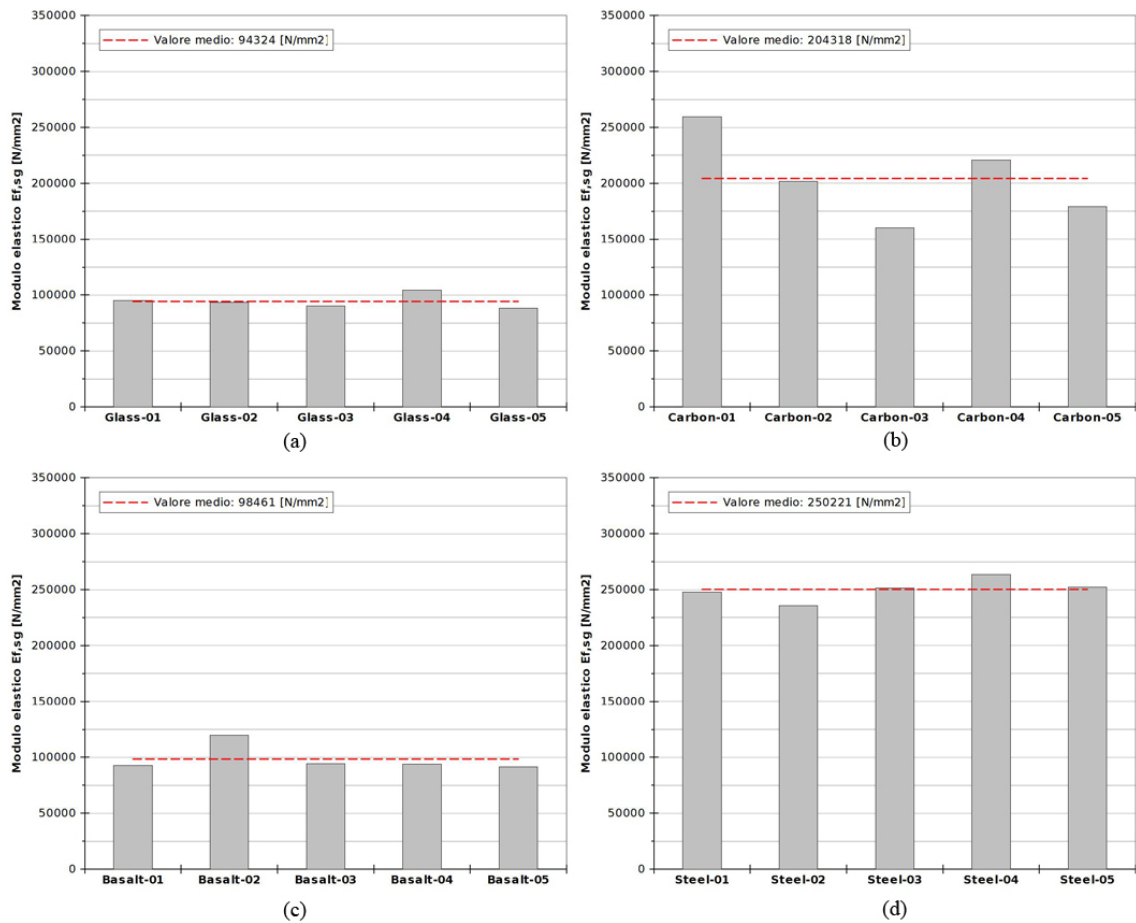 Modulo elastico Ef,sg [N/mm2]
350000
300000
250000
200000
150000
100000
50000
0
Valore medio: 94324 [N/mm2]
Glass-01 Glass-02 Glass-03 Glass-04 Glass-05
(a)
Modulo elastico Ef,sg [N/mm2]
350000
300000
250000
200000
150000
100000
50000
0
Valore medio: 204318 [N/mm2]
Carbon-01 Carbon-02 Carbon-03 Carbon-04 Carbon-05
(b)
Modulo elastico Ef,sg [N/mm2]
350000
300000
250000
200000
150000
100000
50000
0
Valore medio: 98461 [N/mm2]
Basalt-01 Basalt-02 Basalt-03 Basalt-04 Basalt-05
(c)
Modulo elastico Ef,sg [N/mm2]
350000
300000
250000
200000
150000
100000
50000
0
Valore medio: 250221 [N/mm2]
Steel-01 Steel-02 Steel-03 Steel-04 Steel-05
(d)